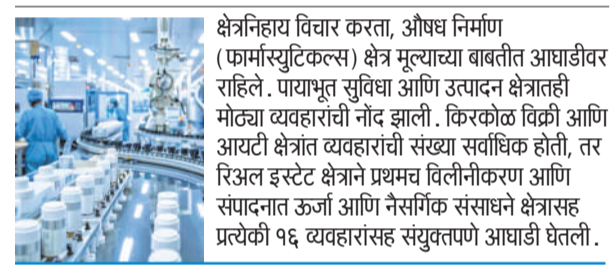 क्षेत्रनिहाय विचार करता, औषध निर्माण
(फार्मास्युटिकल्स) क्षेत्र मूल्याच्या बाबतीत आघाडीवर
राहिले. पायाभूत सुविधा आणि उत्पादन क्षेत्रातही
मोठ्या व्यवहारांची नोंद झाली. किरकोळ विक्री आणि
आयटी क्षेत्रांत व्यवहारांची संख्या सर्वाधिक होती, तर
रिअल इस्टेट क्षेत्राने प्रथमच विलीनीकरण आणि
संपादनात ऊर्जा आणि नैसर्गिक संसाधने क्षेत्रासह
प्रत्येकी १६ व्यवहारांसह संयुक्तपणे आघाडी घेतली.